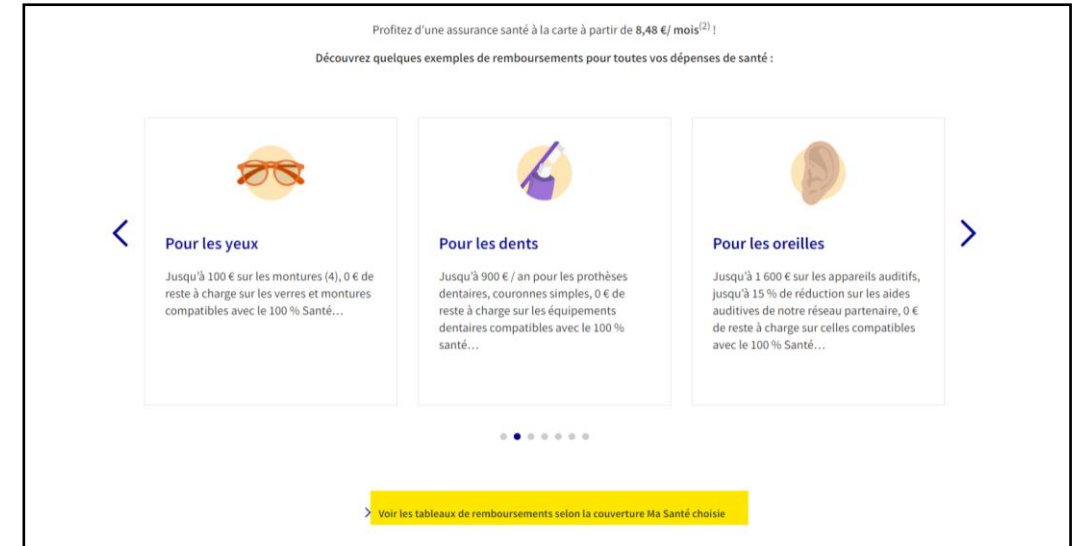 Profitez d'une assurance santé à la carte à partir de 8,48 €/ mois(2) !
Découvrez quelques exemples de remboursements pour toutes vos dépenses de santé :
Pour les yeux
Jusqu'à 100 € sur les montures (4), 0 € de
reste à charge sur les verres et montures
compatibles avec le 100 % Santé…
Pour les dents
Jusqu'à 900 € / an pour les prothèses
dentaires, couronnes simples, 0 € de
reste à charge sur les équipements
dentaires compatibles avec le 100 %
santé…
Pour les oreilles
Jusqu'à 1 600 € sur les appareils auditifs,
jusqu'à 15 % de réduction sur les aides
auditives de notre réseau partenaire, 0 €
de reste à charge sur celles compatibles
avec le 100 % Santé…
Voir les tableaux de remboursements selon la couverture Ma Santé choisie